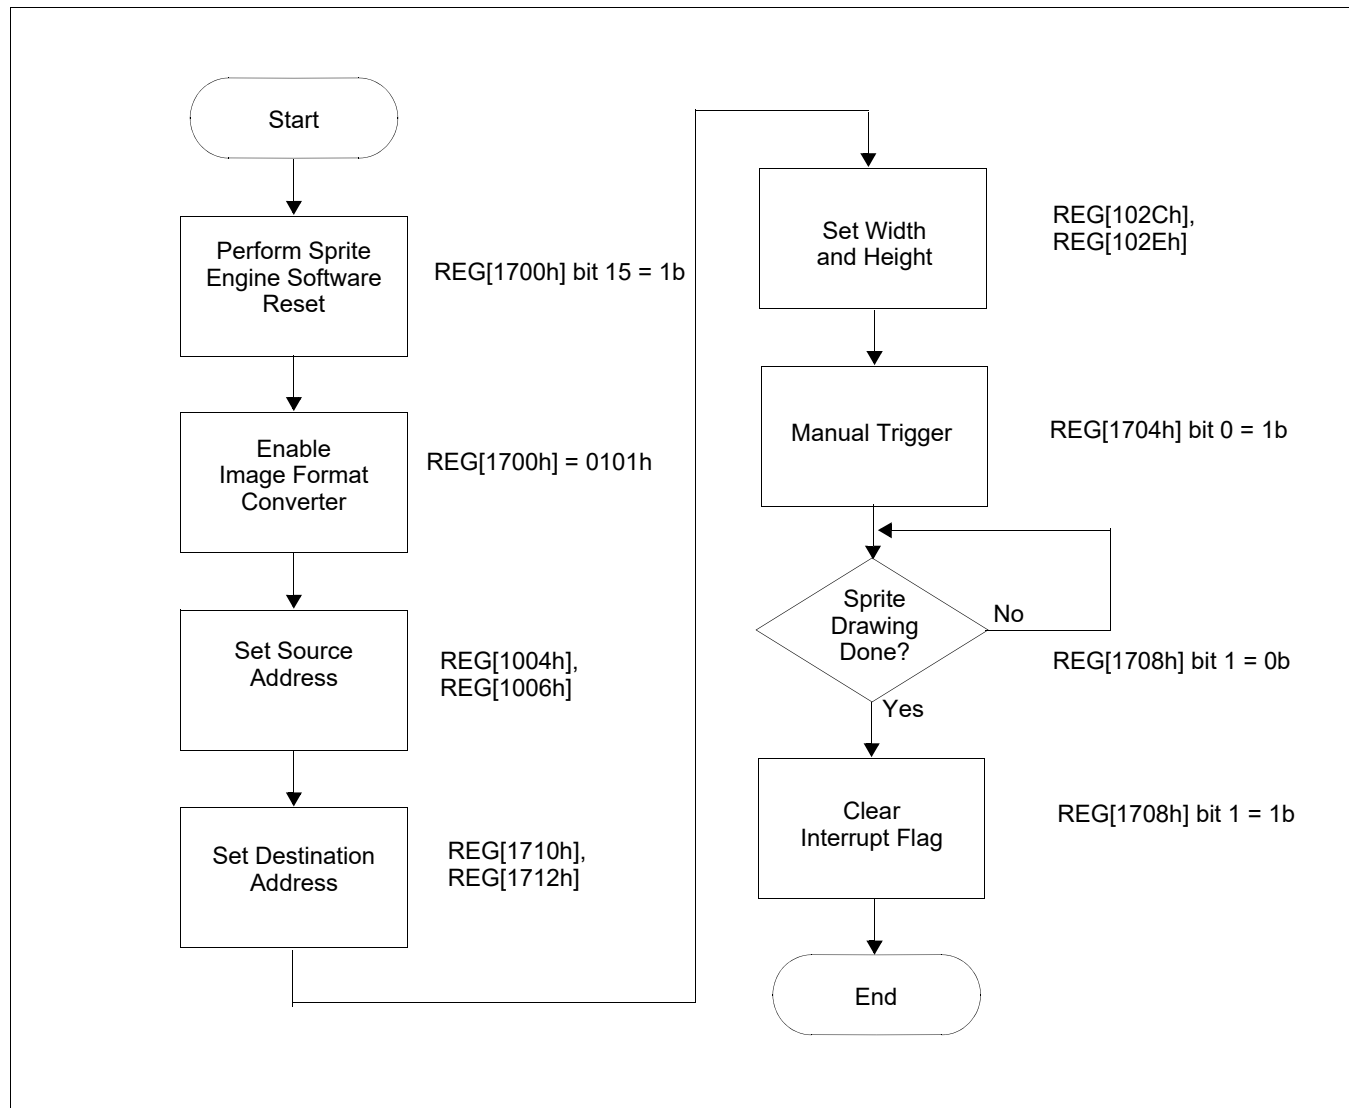 Start
Perform Sprite
Engine Software
Reset
REG[1700h] bit 15 = 1b
Enable
Image Format
Converter
REG[1700h] = 0101h
Set Source
Address
REG[1004h],
REG[1006h]
Set Destination
Address
REG[1710h],
REG[1712h]
Set Width
and Height
REG[102Ch],
REG[102Eh]
Manual Trigger
REG[1704h] bit 0 = 1b
Sprite
Drawing
Done?
No
REG[1708h] bit 1 = 0b
Yes
Clear
Interrupt Flag
REG[1708h] bit 1 = 1b
End